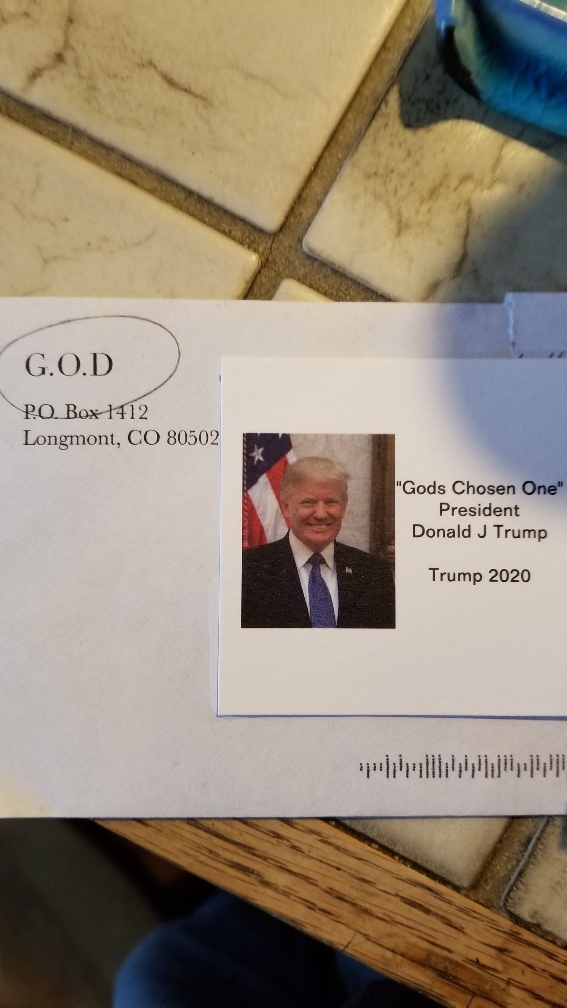 G.O.D
P.O. Box 1412
Longmont, CO 80502
"Gods Chosen One"
President
Donald J Trump
Trump 2020